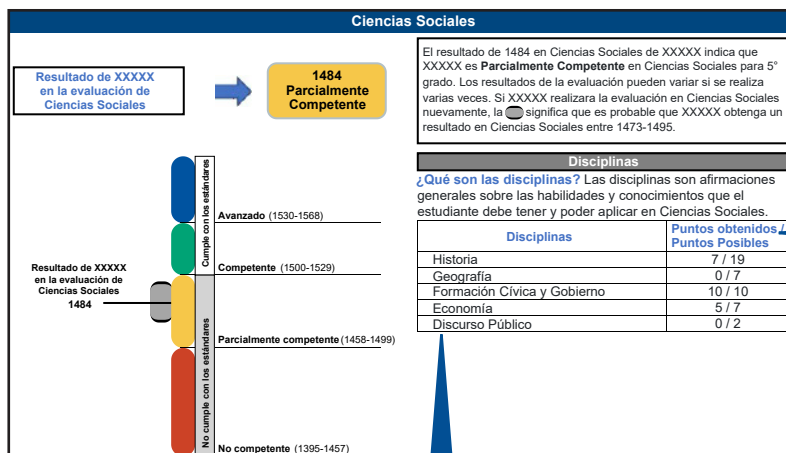 Ciencias Sociales
Resultado de XXXXX
en la evaluación de
Ciencias Sociales
1484
Parcialmente
Competente
El resultado de 1484 en Ciencias Sociales de XXXXX indica que
XXXXX es Parcialmente Competente en Ciencias Sociales para 5°
grado. Los resultados de la evaluación pueden variar si se realiza
varias veces. Si XXXXX realizara la evaluación en Ciencias Sociales
nuevamente, la significa que es probable que XXXXX obtenga un
resultado en Ciencias Sociales entre 1473-1495.
Cumple con los estándares
No cumple con los estándares
Avanzado (1530-1568)
Competente (1500-1529)
Parcialmente competente (1458-1499)
No competente (1395-1457)
Resultado de XXXXX
en la evaluación de
Ciencias Sociales
1484
Disciplinas
¿Qué son las disciplinas? Las disciplinas son afirmaciones
generales sobre las habilidades y conocimientos que el
estudiante debe tener y poder aplicar en Ciencias Sociales.
Disciplinas Puntos obtenidos /
Puntos Posibles
Historia 7 / 19
Geografía 0 / 7
Formación Cívica y Gobierno 10 / 10
Economía 5 / 7
Discurso Público 0 / 2